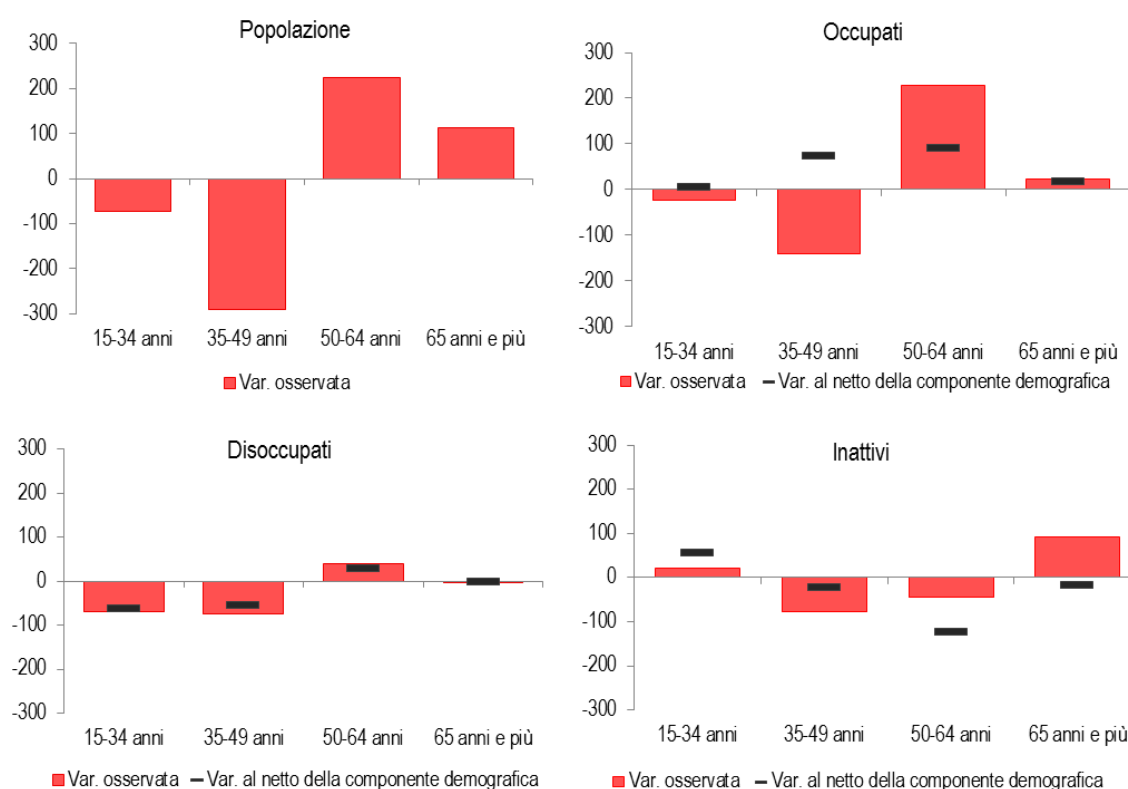 Popolazione
300
200
100
0
-100
-200
-300
15-34 anni 35-49 anni 50-64 anni 65 anni e più
Var. osservata
Occupati
300
200
100
0
-100
-200
-300
15-34 anni 35-49 anni 50-64 anni 65 anni e più
Var. osservata Var. al netto della componente demografica
Disoccupati
300
200
100
0
-100
-200
-300
15-34 anni 35-49 anni 50-64 anni 65 anni e più
Var. osservata Var. al netto della componente demografica
Inattivi
300
200
100
0
-100
-200
-300
15-34 anni 35-49 anni 50-64 anni 65 anni e più
Var. osservata Var. al netto della componente demografica